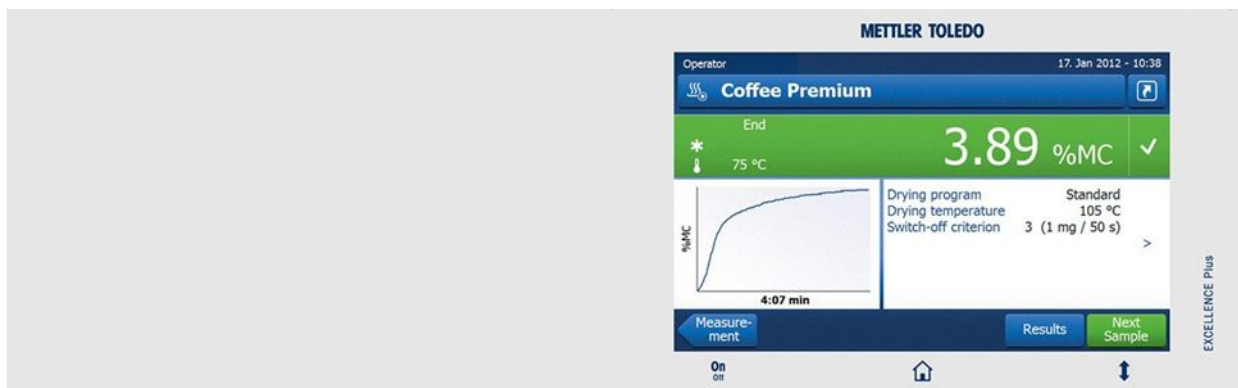 METTLER TOLEDO
Operator 17. Jan 2012 - 10:38
Coffee Premium
End
3.89 %MC
75 °C
%MC
4:07 min
Drying program Standard
Drying temperature 105 °C
Switch-off criterion 3 (1 mg / 50 s)
>
Measure-
ment
Results
Next
Sample
On
Off
EXCELLENCE Plus